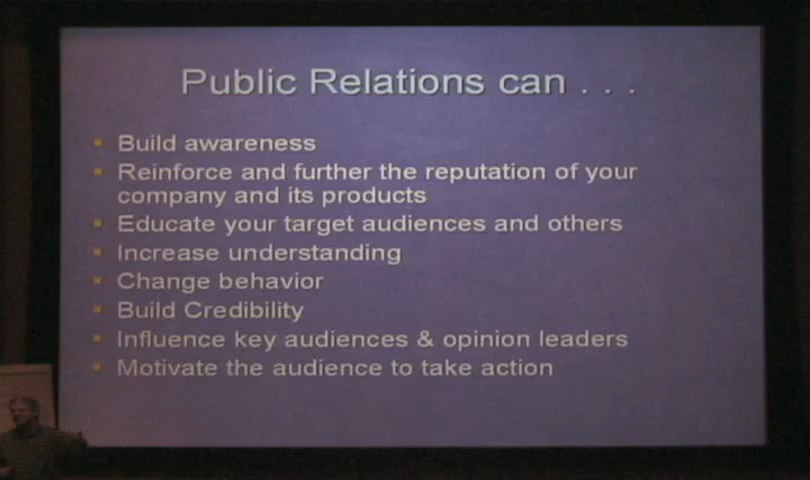 Public Relations can . . .
Build awareness
Reinforce and further the reputation of your
company and its products
Educate your target audiences and others
Increase understanding
Change behavior
Build Credibility
Influence key audiences & opinion leaders
Motivate the audience to take action